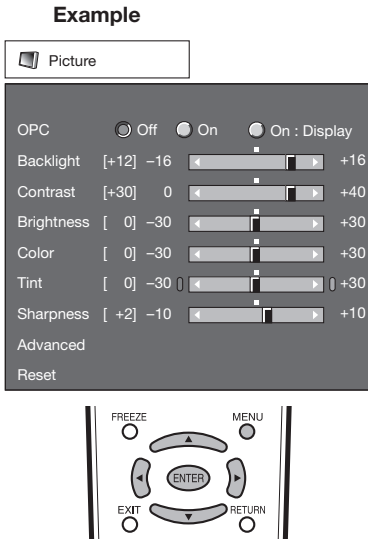 Example
Picture
OPC Off On On : Display
Backlight [+12] –16 +16
Contrast [+30] 0 +40
Brightness [ 0] –30 +30
Color [ 0] –30 +30
Tint [ 0] –30 +30
Sharpness [ +2] –10 +10
Advanced
Reset
FREEZE MENU
ENTER
EXIT RETURN